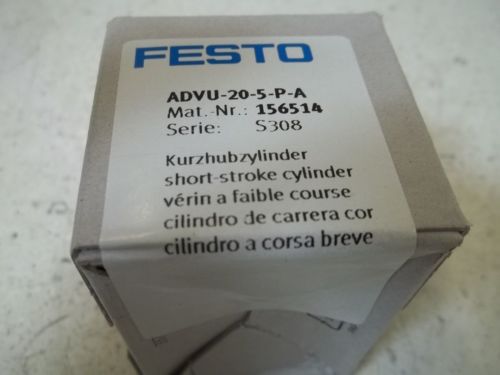 FESTO
ADVU-20-5-P-A
Mat.-Nr.: 156514
Serie: S308
Kurzhubzylinder
short-stroke cylinder
vérin a faible course
cilindro de carrera cor
cilindro a corsa breve